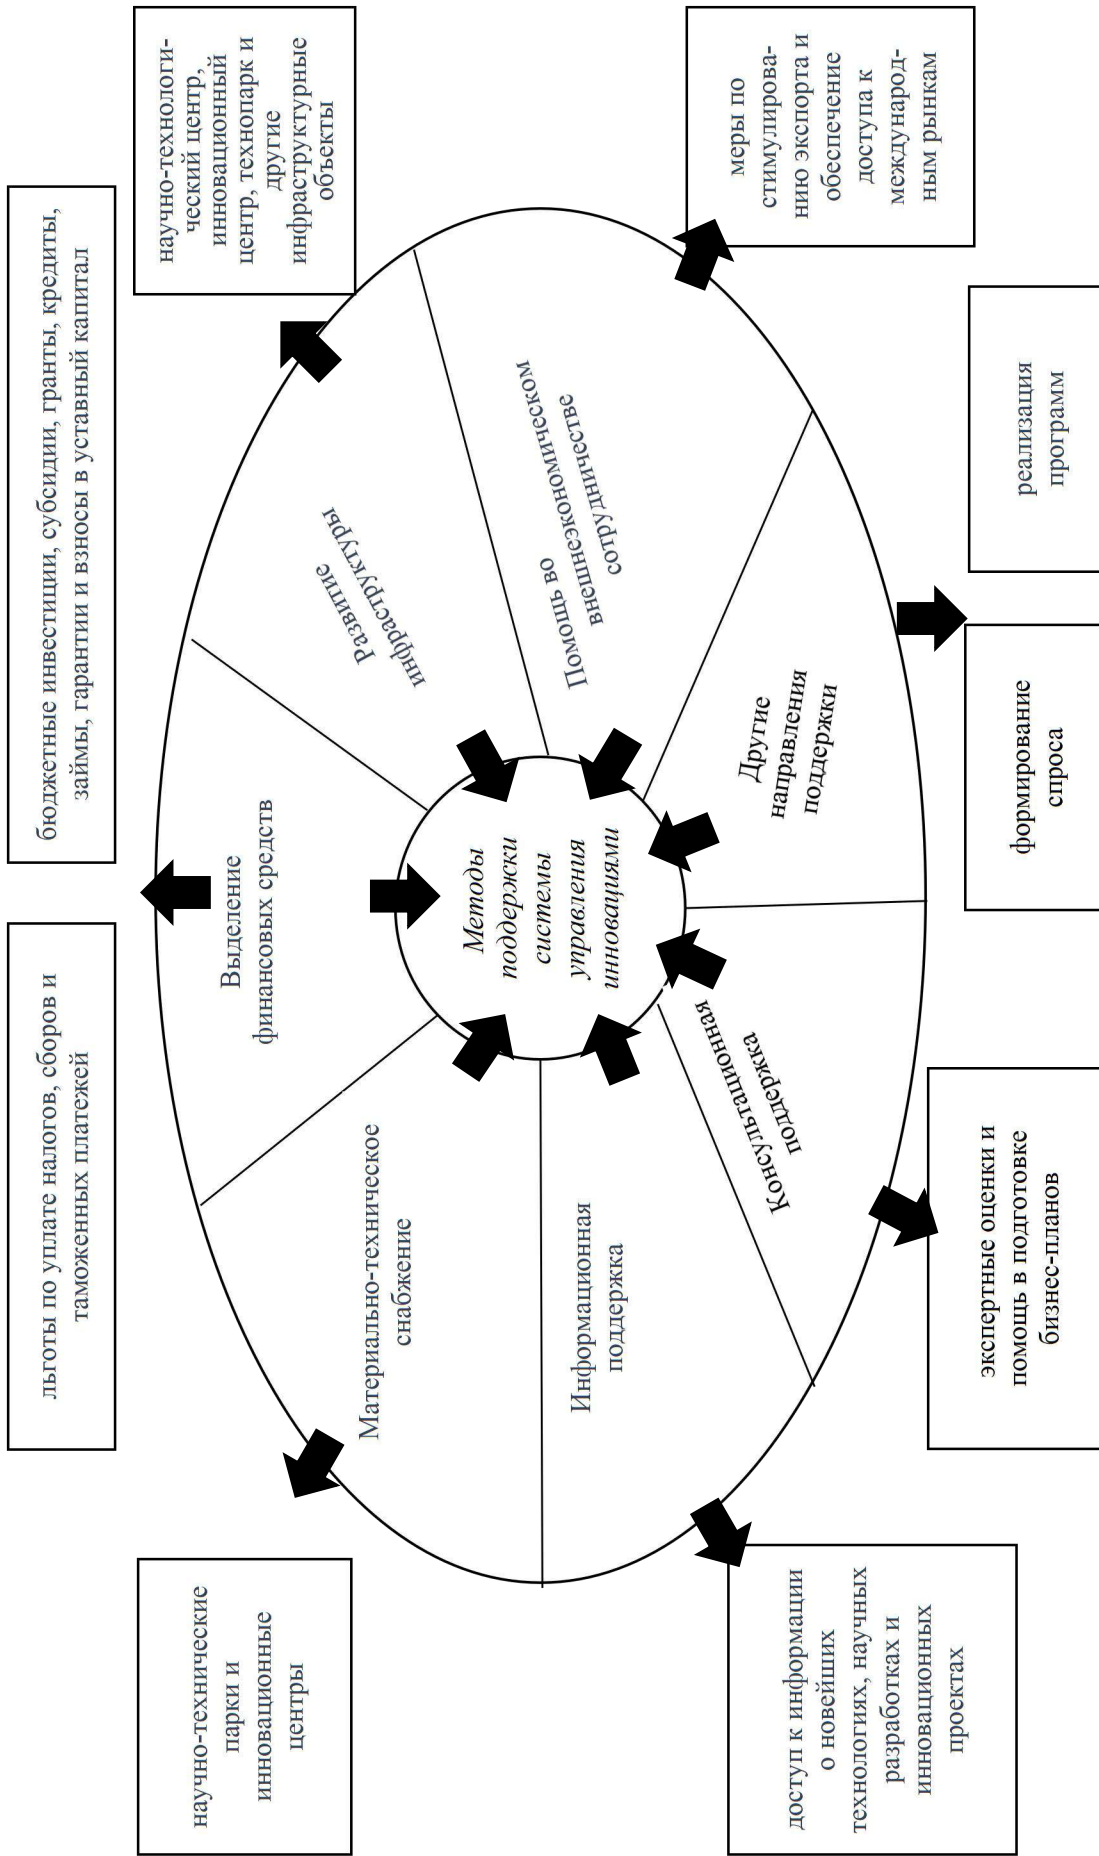 льготы по уплате налогов, сборов и
таможенных платежей
бюджетные инвестиции, субсидии, гранты, кредиты,
займы, гарантии и взносы в уставный капитал
научно-технические
парки и
инновационные
центры
научно-технологи-
ческий центр,
инновационный
центр, технопарк и
другие
инфраструктурные
объекты
Выделение
финансовых средств
Материально-техническое
снабжение
Развитие
инфраструктуры
Методы
поддержки
системы
управления
инновациями
Информационная
поддержка
Помощь во
внешнеэкономическом
сотрудничестве
Консультационная
поддержка
Другие
направления
поддержки
доступ к информации
о новейших
технологиях, научных
разработках и
инновационных
проектах
меры по
стимулирова-
нию экспорта и
обеспечение
доступа к
международ-
ным рынкам
экспертные оценки и
помощь в подготовке
бизнес-планов
формирование
спроса
реализация
программ